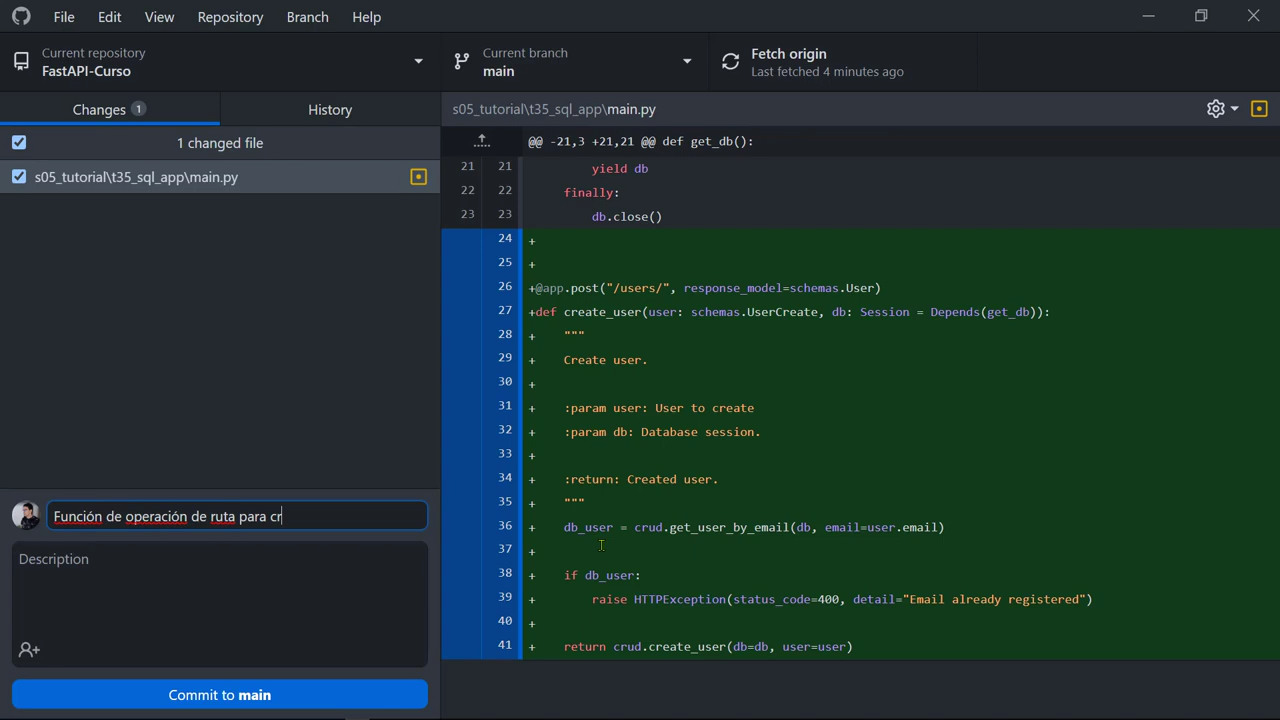 File Edit View Repository Branch Help
Current repository
FastAPI-Curso
Current branch
main
Fetch origin
Last fetched 4 minutes ago
Changes 1
History
1 changed file
s05_tutorial\t35_sql_app\main.py
Función de operación de ruta para cr
Description
Commit to main
s05_tutorial\t35_sql_app\main.py
@@ -21,3 +21,21 @@ def get_db():
21 21 yield db
22 22 finally:
23 23 db.close()
24 +
25 +
26 +@app.post("/users/", response_model=schemas.User)
27 +def create_user(user: schemas.UserCreate, db: Session = Depends(get_db)):
28 + """
29 + Create user.
30 +
31 + :param user: User to create
32 + :param db: Database session.
33 +
34 + :return: Created user.
35 + """
36 + db_user = crud.get_user_by_email(db, email=user.email)
37 +
38 + if db_user:
39 + raise HTTPException(status_code=400, detail="Email already registered")
40 +
41 + return crud.create_user(db=db, user=user)